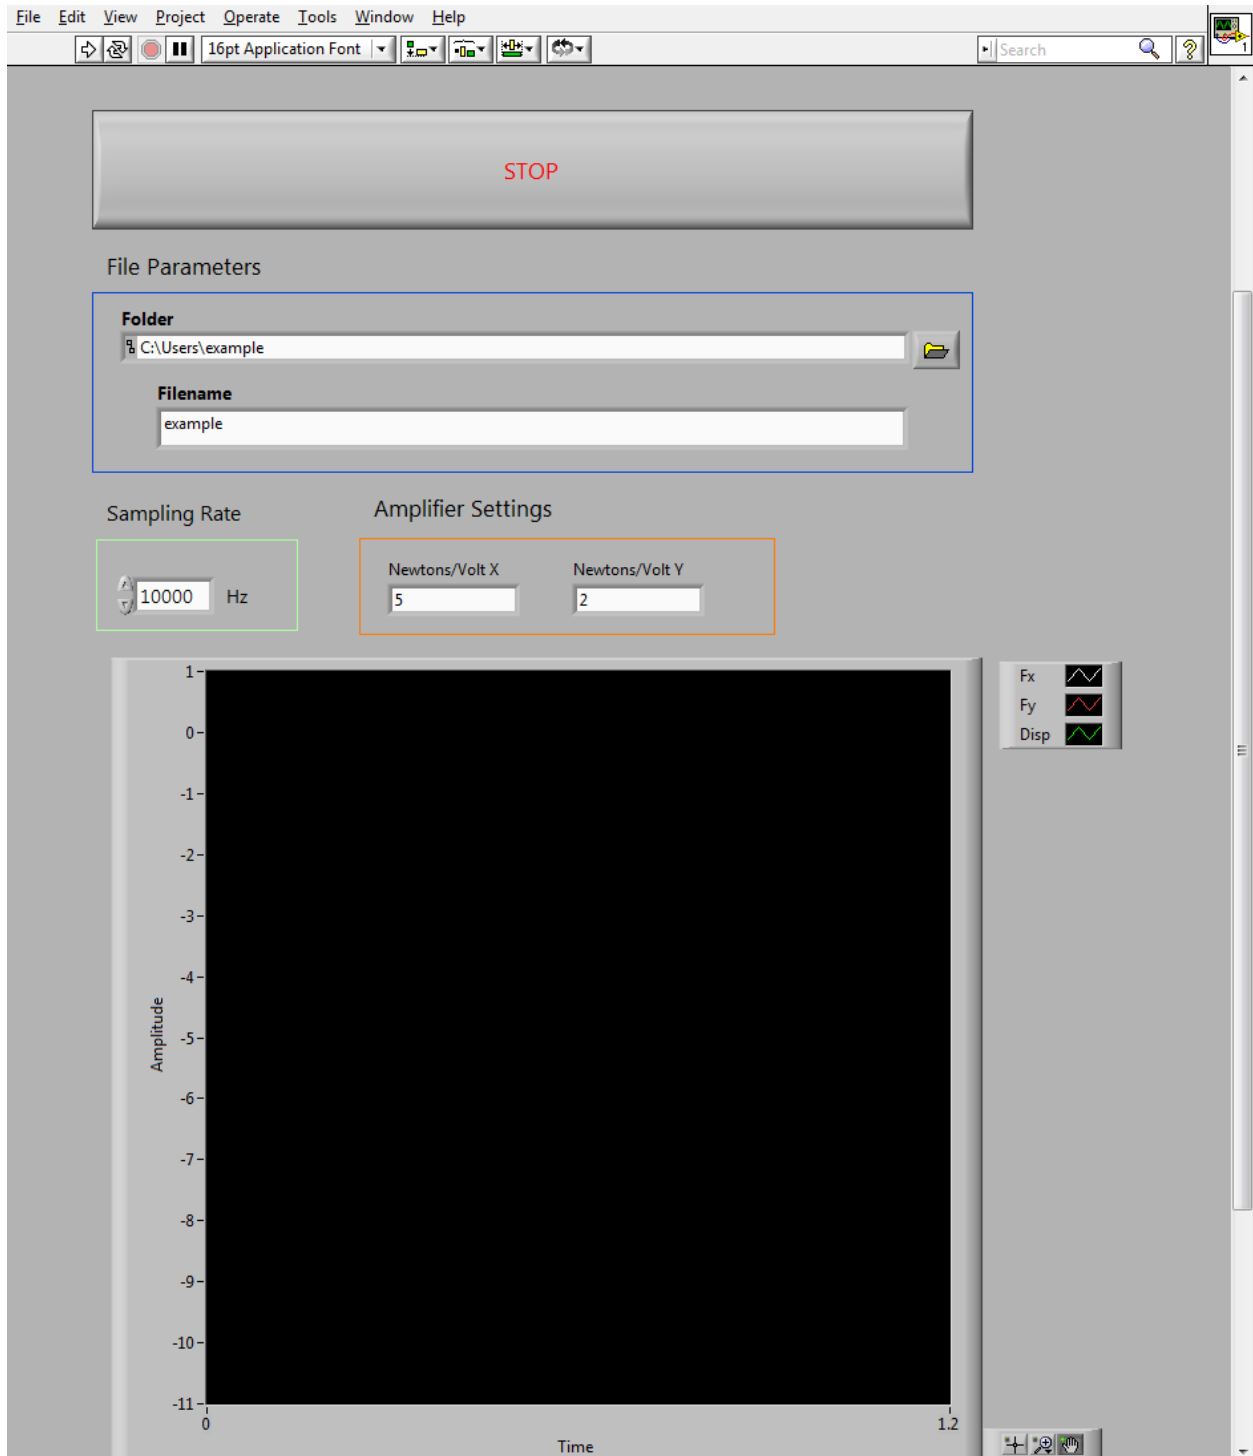 File Edit View Project Operate Tools Window Help
16pt Application Font
Search
1
STOP
File Parameters
Folder
C:\Users\example
Filename
example
Sampling Rate
Amplifier Settings
Newtons/Volt X
Newtons/Volt Y
10000 Hz
5
2
1
0
-1
-2
-3
-4
-5
-6
-7
-8
-9
-10
-11
Amplitude
0
1.2
Time
Fx
Fy
Disp